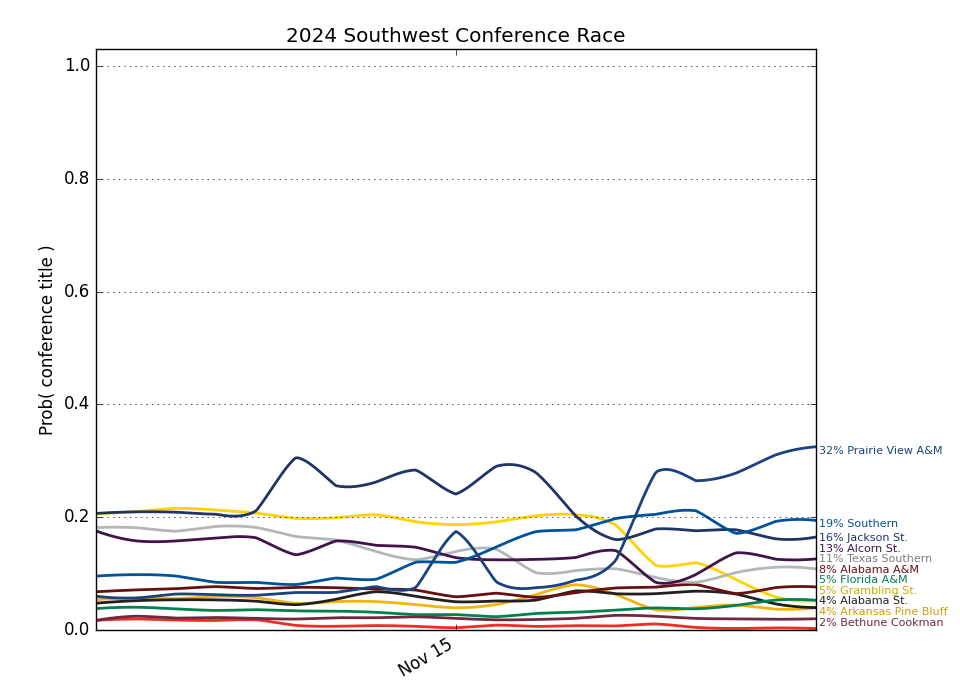 2024 Southwest Conference Race
Prob( conference title )
1.0
0.8
0.6
0.4
0.2
0.0
Nov 15
32% Prairie View A&M
19% Southern
16% Jackson St.
13% Alcorn St.
11% Texas Southern
8% Alabama A&M
5% Florida A&M
5% Grambling St.
4% Alabama St.
4% Arkansas Pine Bluff
2% Bethune Cookman